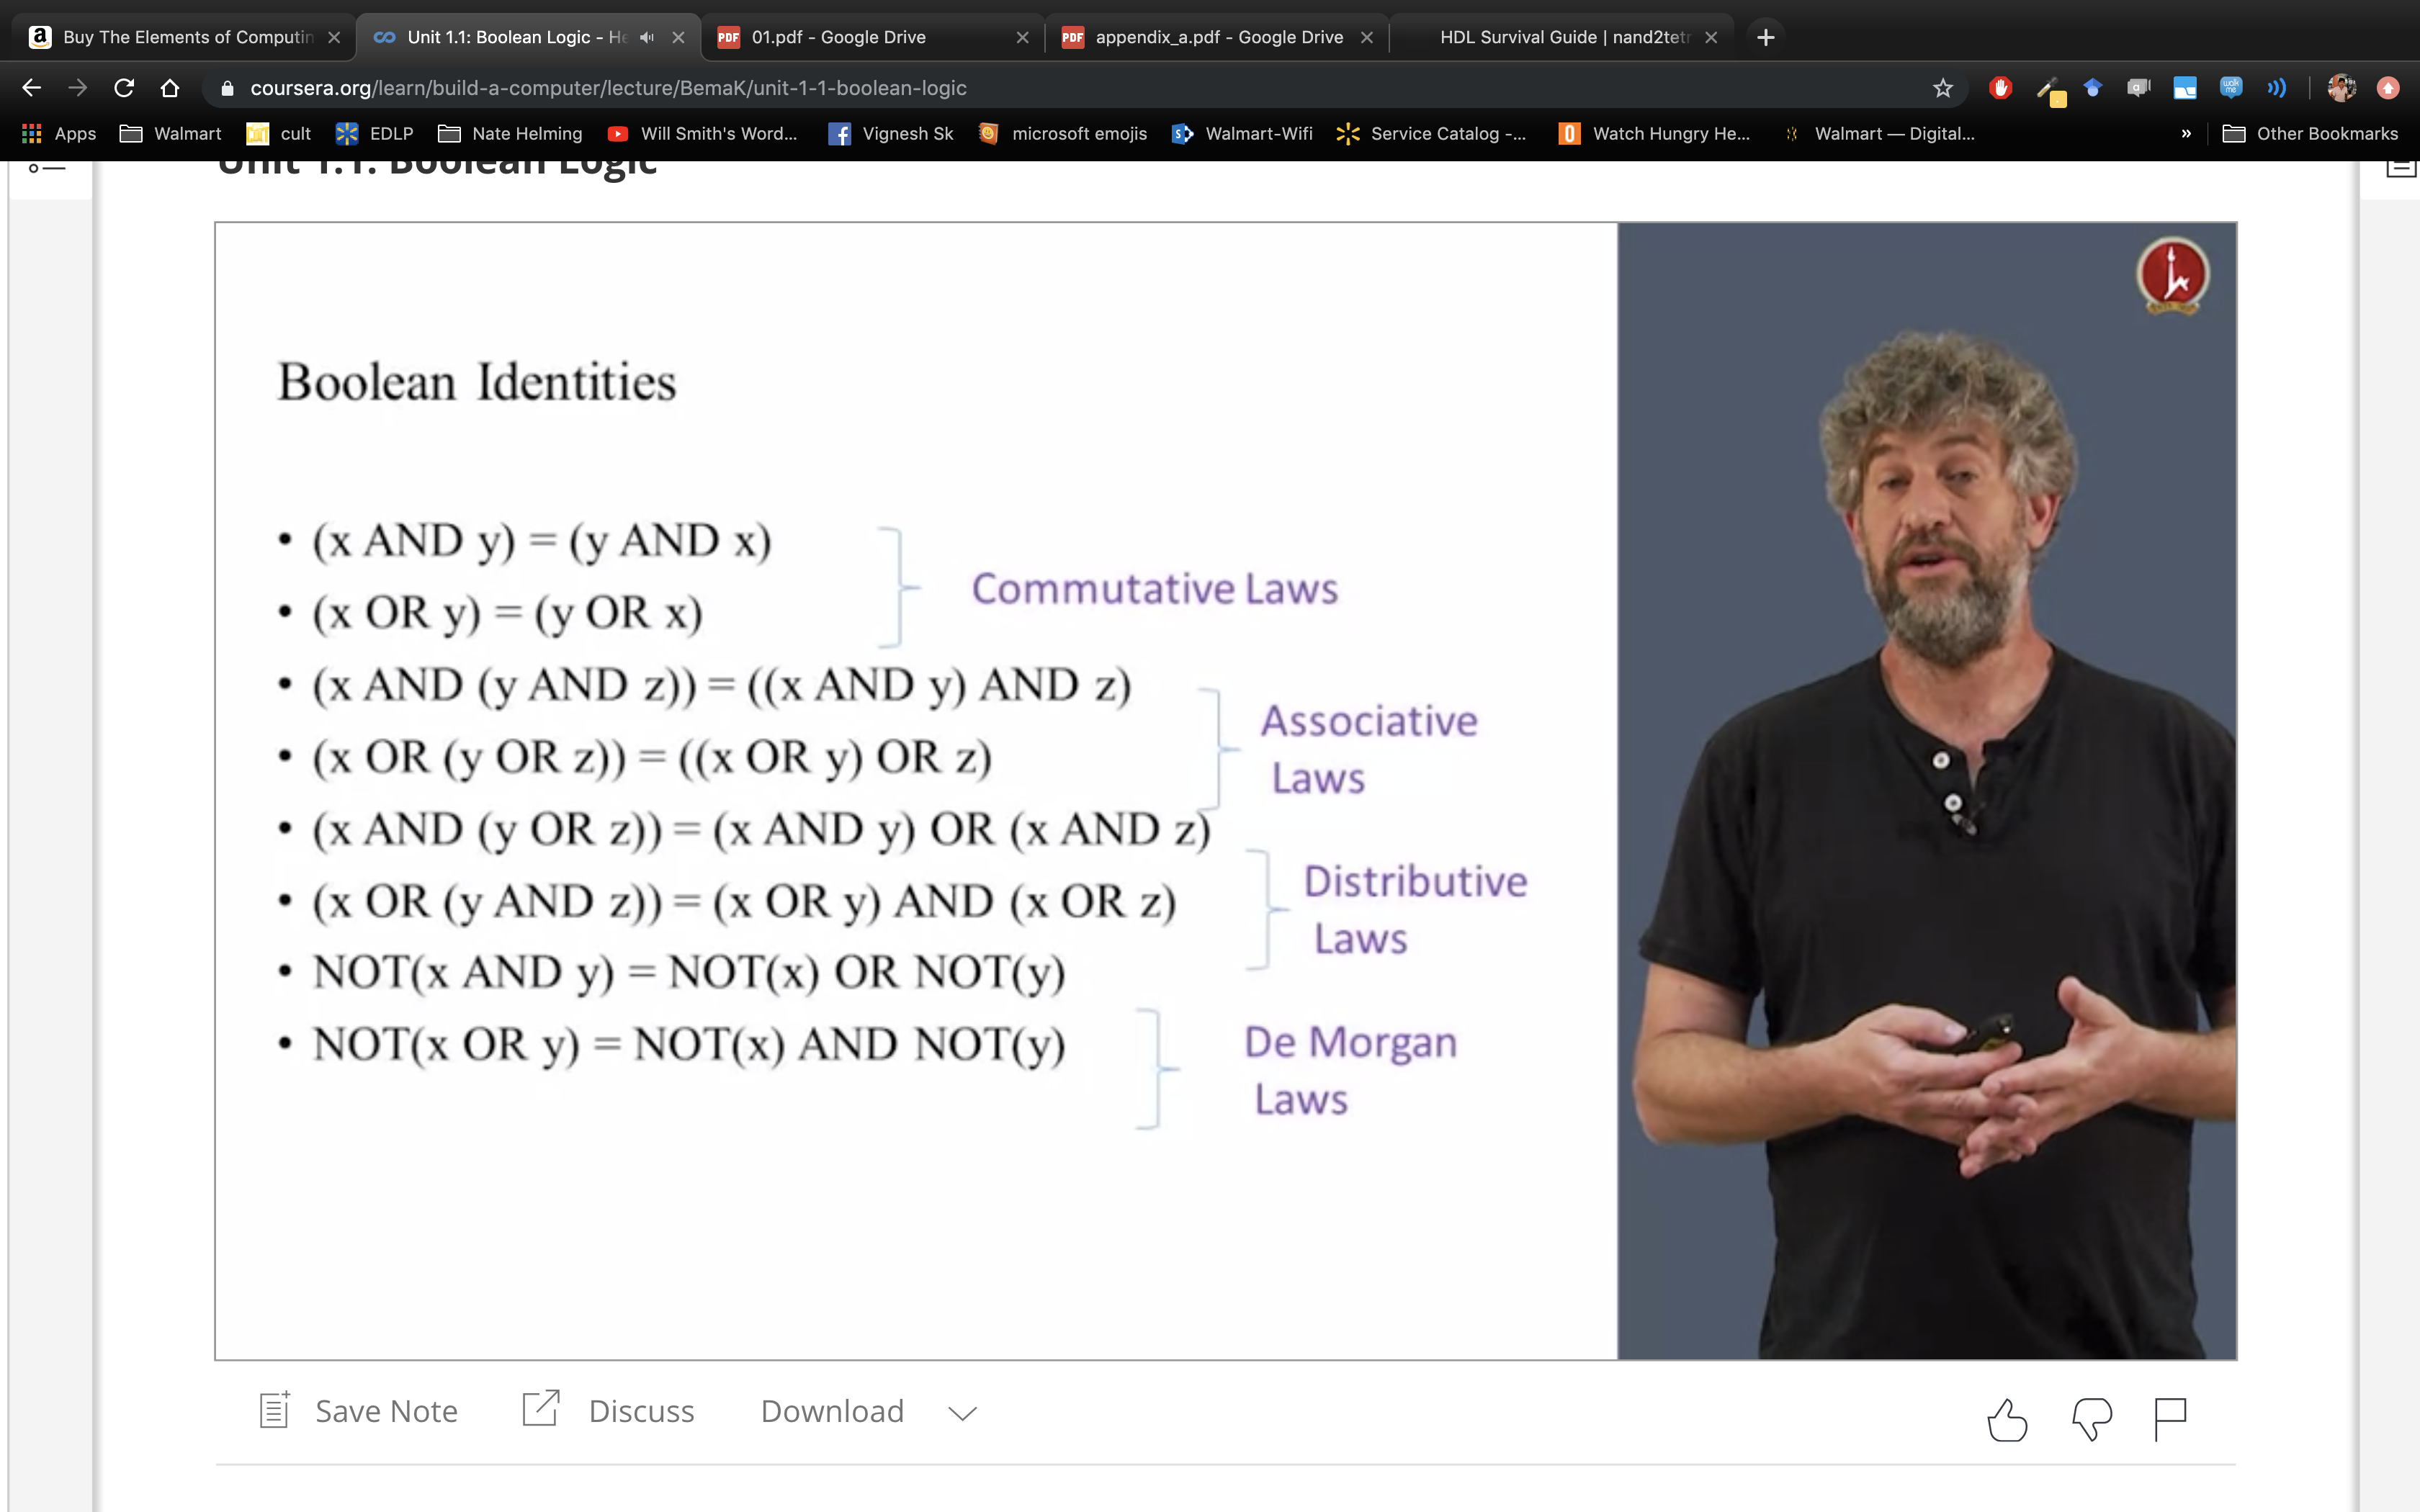 Buy The Elements of Computin
Unit 1.1: Boolean Logic - He
01.pdf - Google Drive
appendix_a.pdf - Google Drive
HDL Survival Guide | nand2tetr
coursera.org/learn/build-a-computer/lecture/BemaK/unit-1-1-boolean-logic
Apps Walmart cult EDLP Nate Helming Will Smith's Word... Vignesh Sk microsoft emojis Walmart-Wifi Service Catalog -... Watch Hungry He... Walmart — Digital... » Other Bookmarks
Unit 1.1: Boolean Logic
Boolean Identities
• (x AND y) = (y AND x)
• (x OR y) = (y OR x)
Commutative Laws
• (x AND (y AND z)) = ((x AND y) AND z)
• (x OR (y OR z)) = ((x OR y) OR z)
Associative
Laws
• (x AND (y OR z)) = (x AND y) OR (x AND z)
• (x OR (y AND z)) = (x OR y) AND (x OR z)
Distributive
Laws
• NOT(x AND y) = NOT(x) OR NOT(y)
• NOT(x OR y) = NOT(x) AND NOT(y)
De Morgan
Laws
Save Note Discuss Download